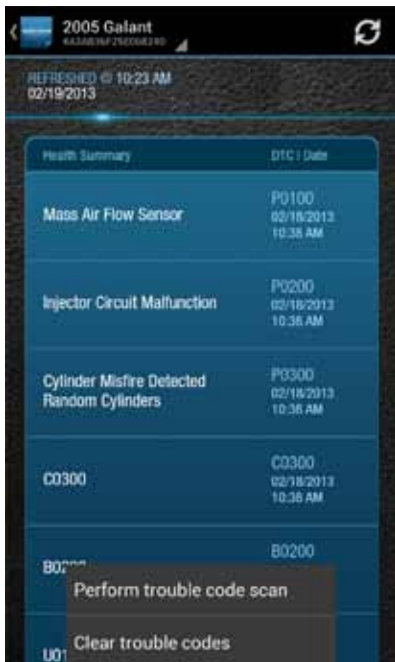 2005 Galant
REFRESHED @ 10:23 AM
02/19/2013
Health Summary
DTC | Date
Mass Air Flow Sensor
P0100
02/18/2013
10:38 AM
Injector Circuit Malfunction
P0200
02/18/2013
10:38 AM
Cylinder Misfire Detected
Random Cylinders
P0300
02/18/2013
10:38 AM
C0300
C0300
02/18/2013
10:38 AM
B0200
Perform trouble code scan
Clear trouble codes